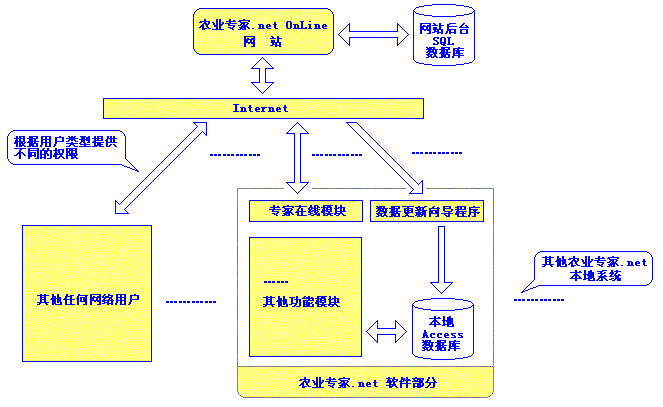 农业专家.net OnLine
网 站
网站后台
SQL
数据库
Internet
根据用户类型提供
不同的权限
-------------
-------------
-------------
专家在线模块
数据更新向导程序
其他任何网络用户
-------------
------
其他功能模块
本地
Access
数据库
其他农业专家.net
本地系统
-------------
农业专家.net 软件部分